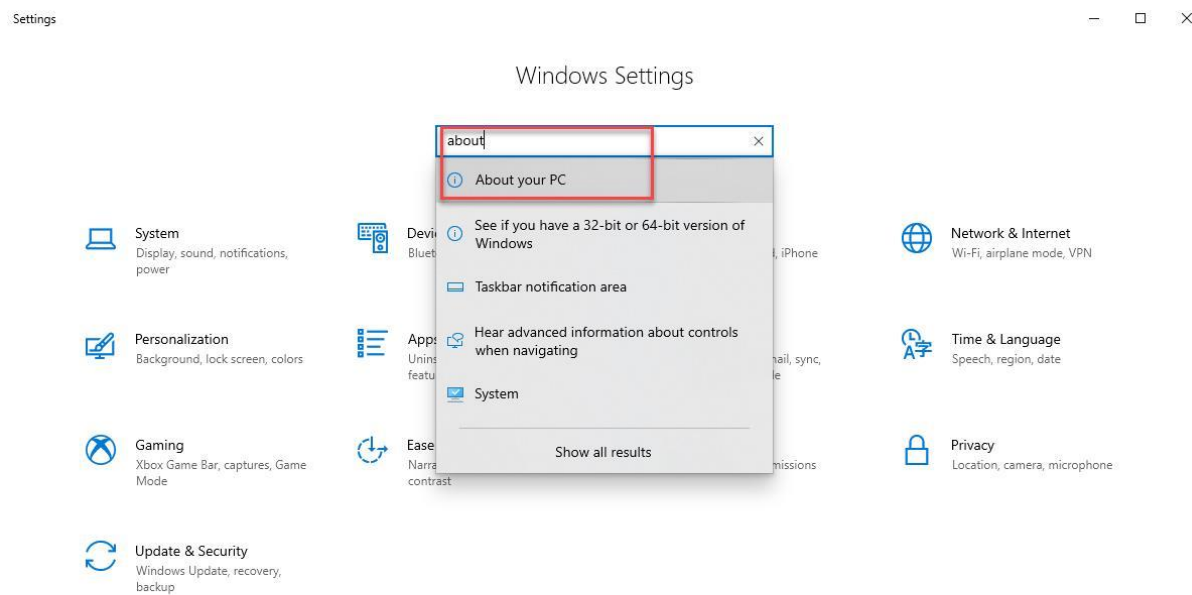 Settings
Windows Settings
about
About your PC
See if you have a 32-bit or 64-bit version of
Windows
Taskbar notification area
Hear advanced information about controls
when navigating
System
Show all results
System
Display, sound, notifications,
power
iPhone
Network & Internet
Wi-Fi, airplane mode, VPN
Personalization
Background, lock screen, colors
Apps
sync,
Time & Language
Speech, region, date
Gaming
Xbox Game Bar, captures, Game
Mode
Ease
contrast
Privacy
Location, camera, microphone
Update & Security
Windows Update, recovery,
backup